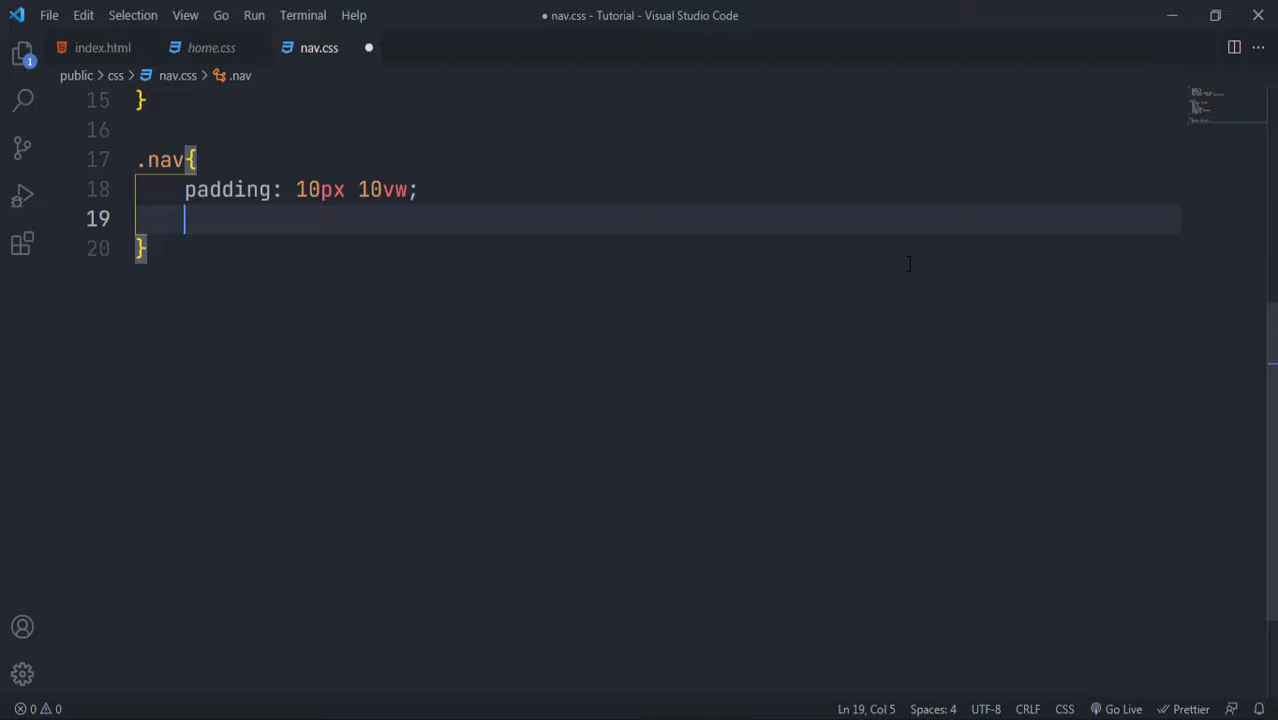 File Edit Selection View Go Run Terminal Help
● nav.css - Tutorial - Visual Studio Code
index.html home.css nav.css
public > css > nav.css > .nav
15 }
16
17 .nav{
18 padding: 10px 10vw;
19
20 }
1
0 0
Ln 19, Col 5 Spaces: 4 UTF-8 CRLF CSS Go Live Prettier